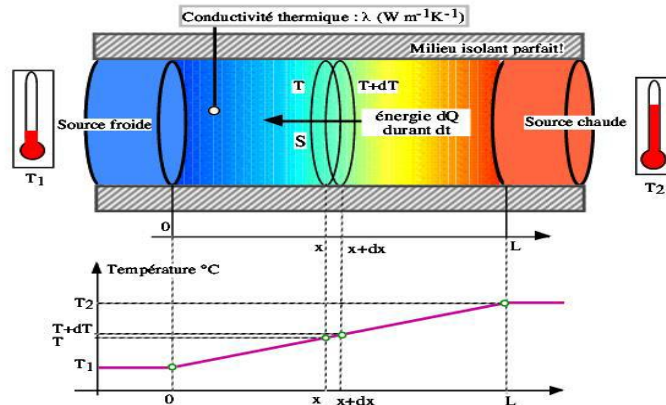 Conductivité thermique : λ (W m⁻¹K⁻¹)
Milieu isolant parfait!
T
T+dT
Source froide
énergie dQ
durant dt
Source chaude
S
T1
T2
0
x
x+dx
L
Température °C
T2
T+dT
T
T1
0
x
x+dx
L